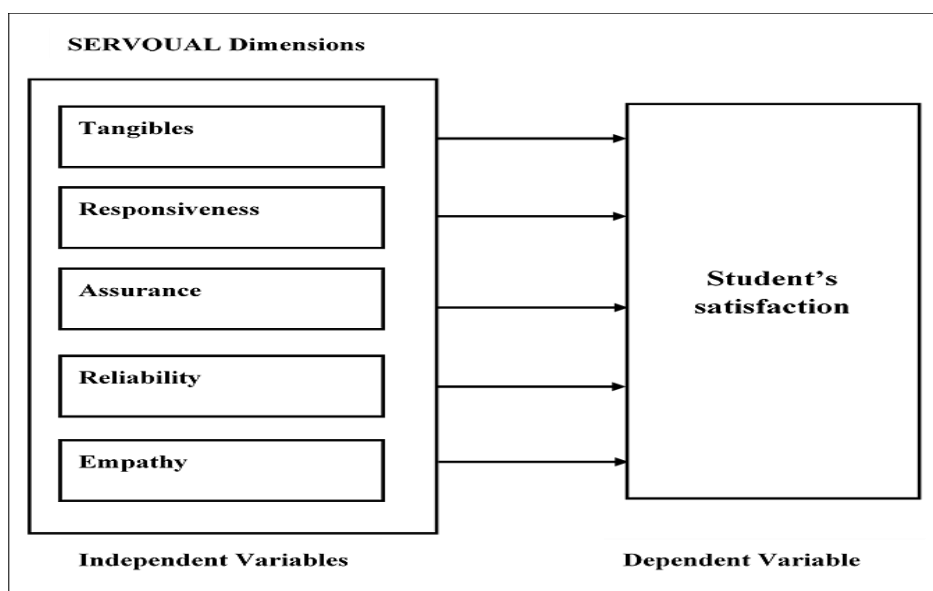 SERVOUAL Dimensions
Tangibles
Responsiveness
Assurance
Reliability
Empathy
Student’s
satisfaction
Independent Variables
Dependent Variable